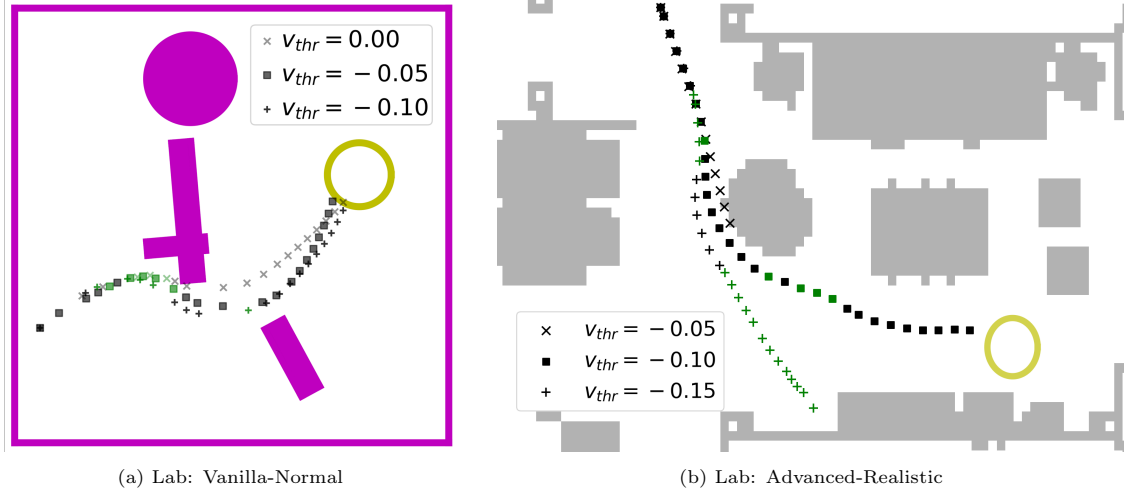 v_thr = 0.00
v_thr = −0.05
v_thr = −0.10
v_thr = −0.05
v_thr = −0.10
v_thr = −0.15
(a) Lab: Vanilla-Normal
(b) Lab: Advanced-Realistic